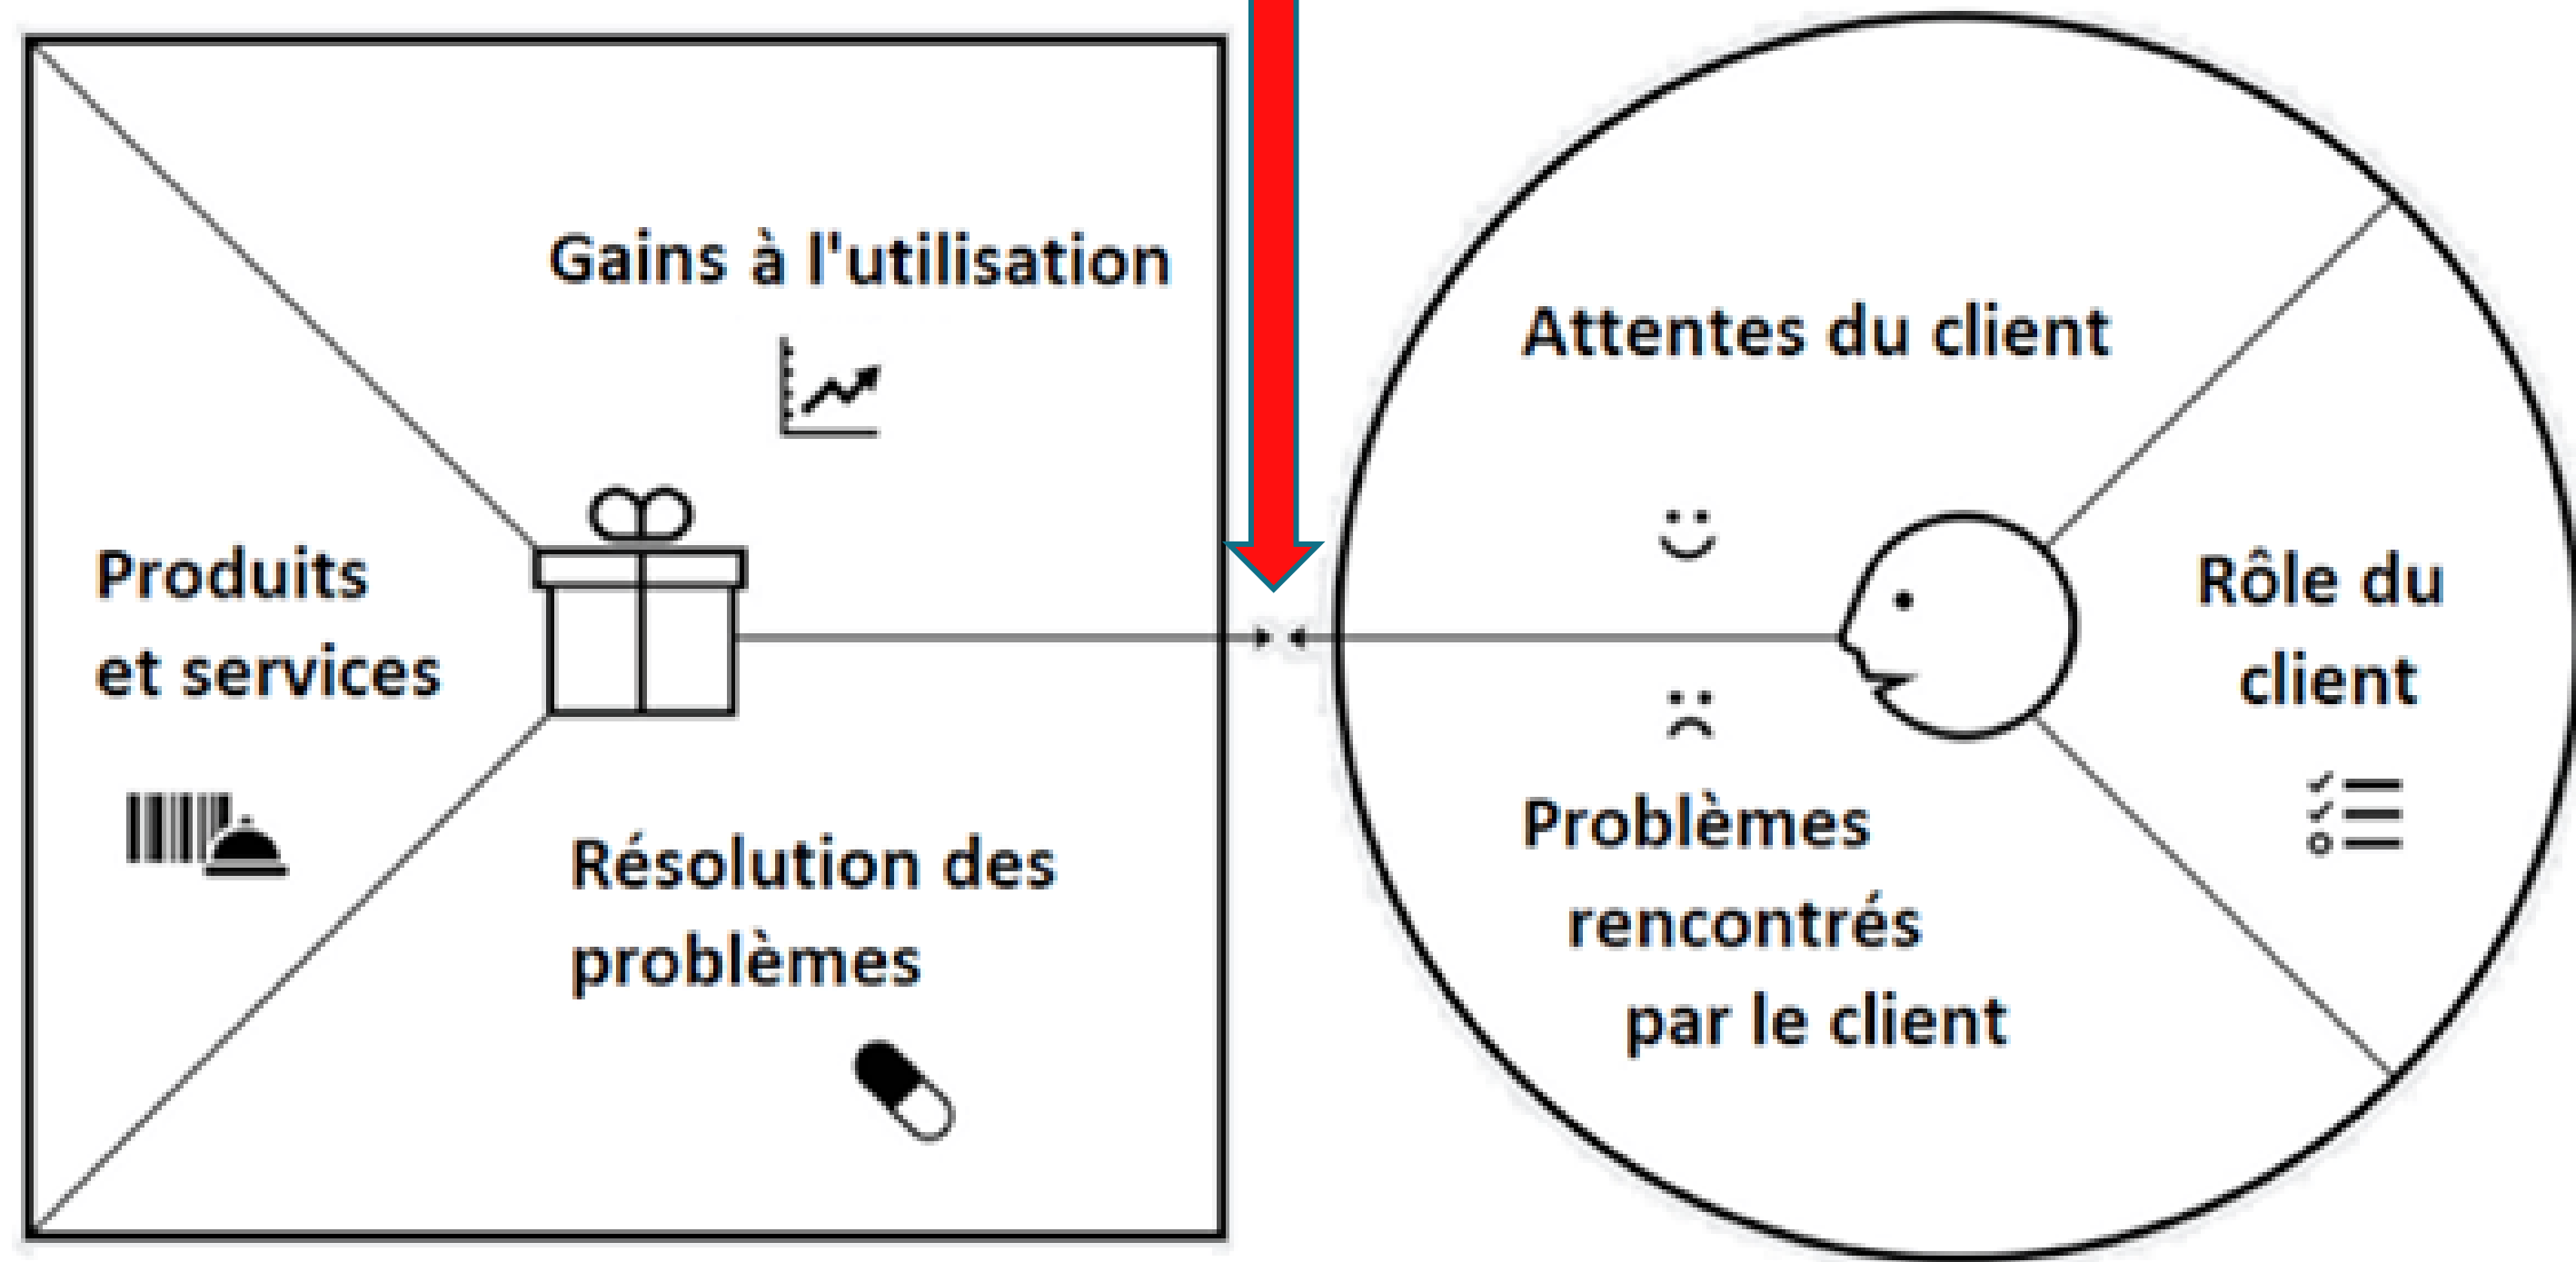 Gains à l'utilisation
Produits
et services
Résolution des
problèmes
Attentes du client
Rôle du
client
Problèmes
rencontrés
par le client